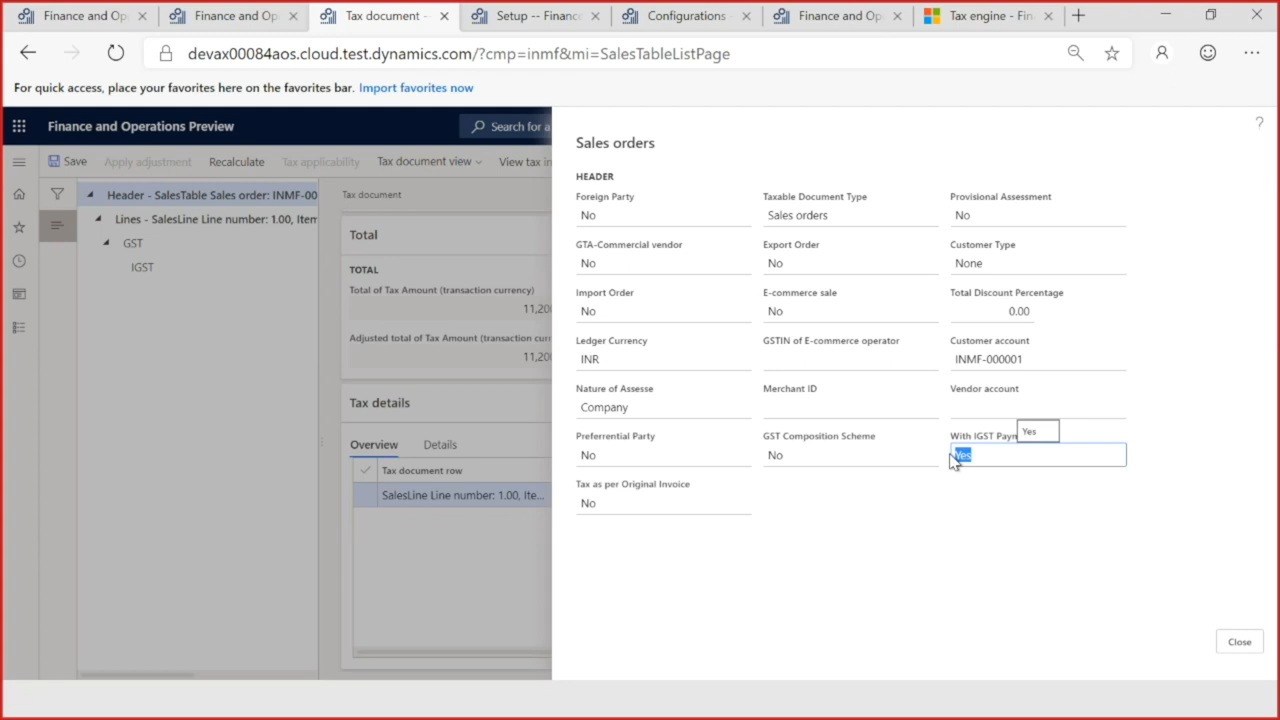 Finance and Op
Finance and Op
Tax document -
Setup -- Financ
Configurations -
Finance and Op
Tax engine - Fin
devax00084aos.cloud.test.dynamics.com/?cmp=inmf&mi=SalesTableListPage
For quick access, place your favorites here on the favorites bar. Import favorites now
Finance and Operations Preview
Search for a
Save Apply adjustment Recalculate Tax applicability Tax document view View tax in
Header - SalesTable Sales order: INMF-00
Lines - SalesLine Line number: 1.00, Item
GST
IGST
Tax document
Total
TOTAL
Total of Tax Amount (transaction currency)
11,200
Adjusted total of Tax Amount (transaction curr
11,200
Tax details
Overview Details
Tax document row
SalesLine Line number: 1.00, Ite...
?
Sales orders
HEADER
Foreign Party Taxable Document Type Provisional Assessment
No Sales orders No
GTA-Commercial vendor Export Order Customer Type
No No None
Import Order E-commerce sale Total Discount Percentage
No No 0.00
Ledger Currency GSTIN of E-commerce operator Customer account
INR INMF-000001
Nature of Assesse Merchant ID Vendor account
Company
Yes
Preferrential Party GST Composition Scheme With IGST Paym
No No Yes
Tax as per Original Invoice
No
Close